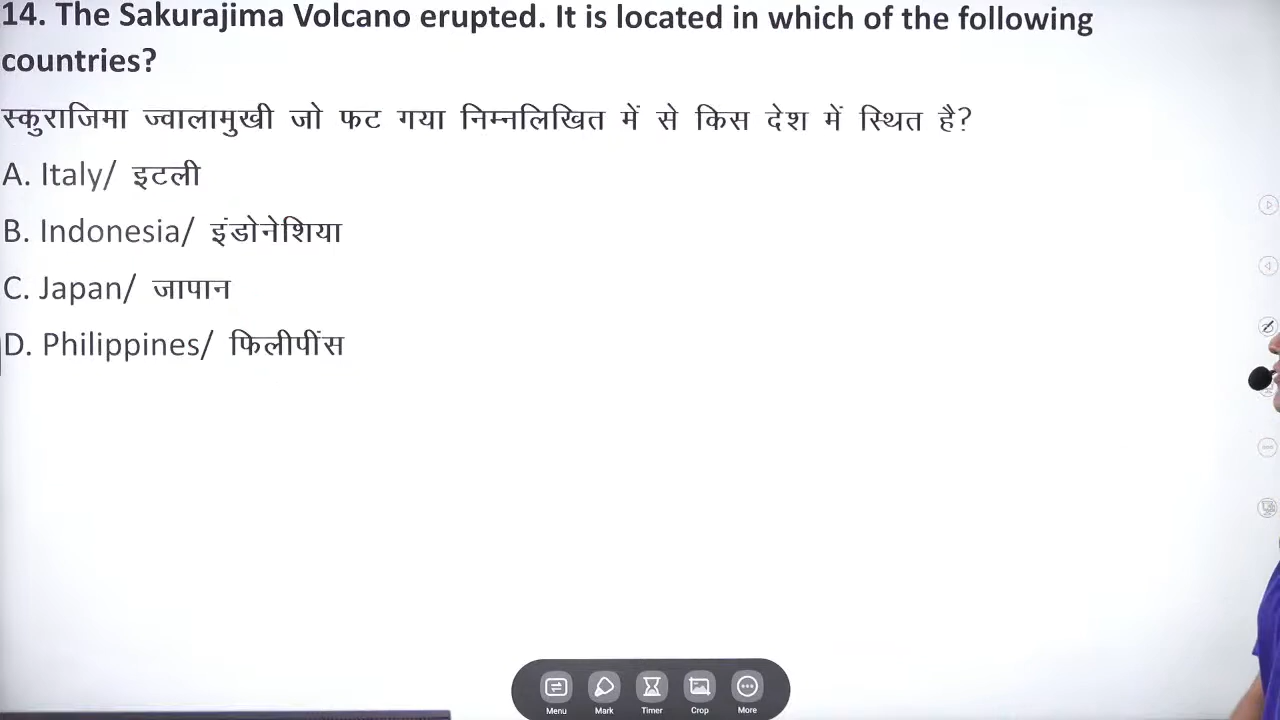 14. The Sakurajima Volcano erupted. It is located in which of the following
countries?
स्कुराजिमा ज्वालामुखी जो फट गया निम्नलिखित में से किस देश में स्थित है?
A. Italy/ इटली
B. Indonesia/ इंडोनेशिया
C. Japan/ जापान
D. Philippines/ फिलीपींस
Menu Mark Timer Crop More